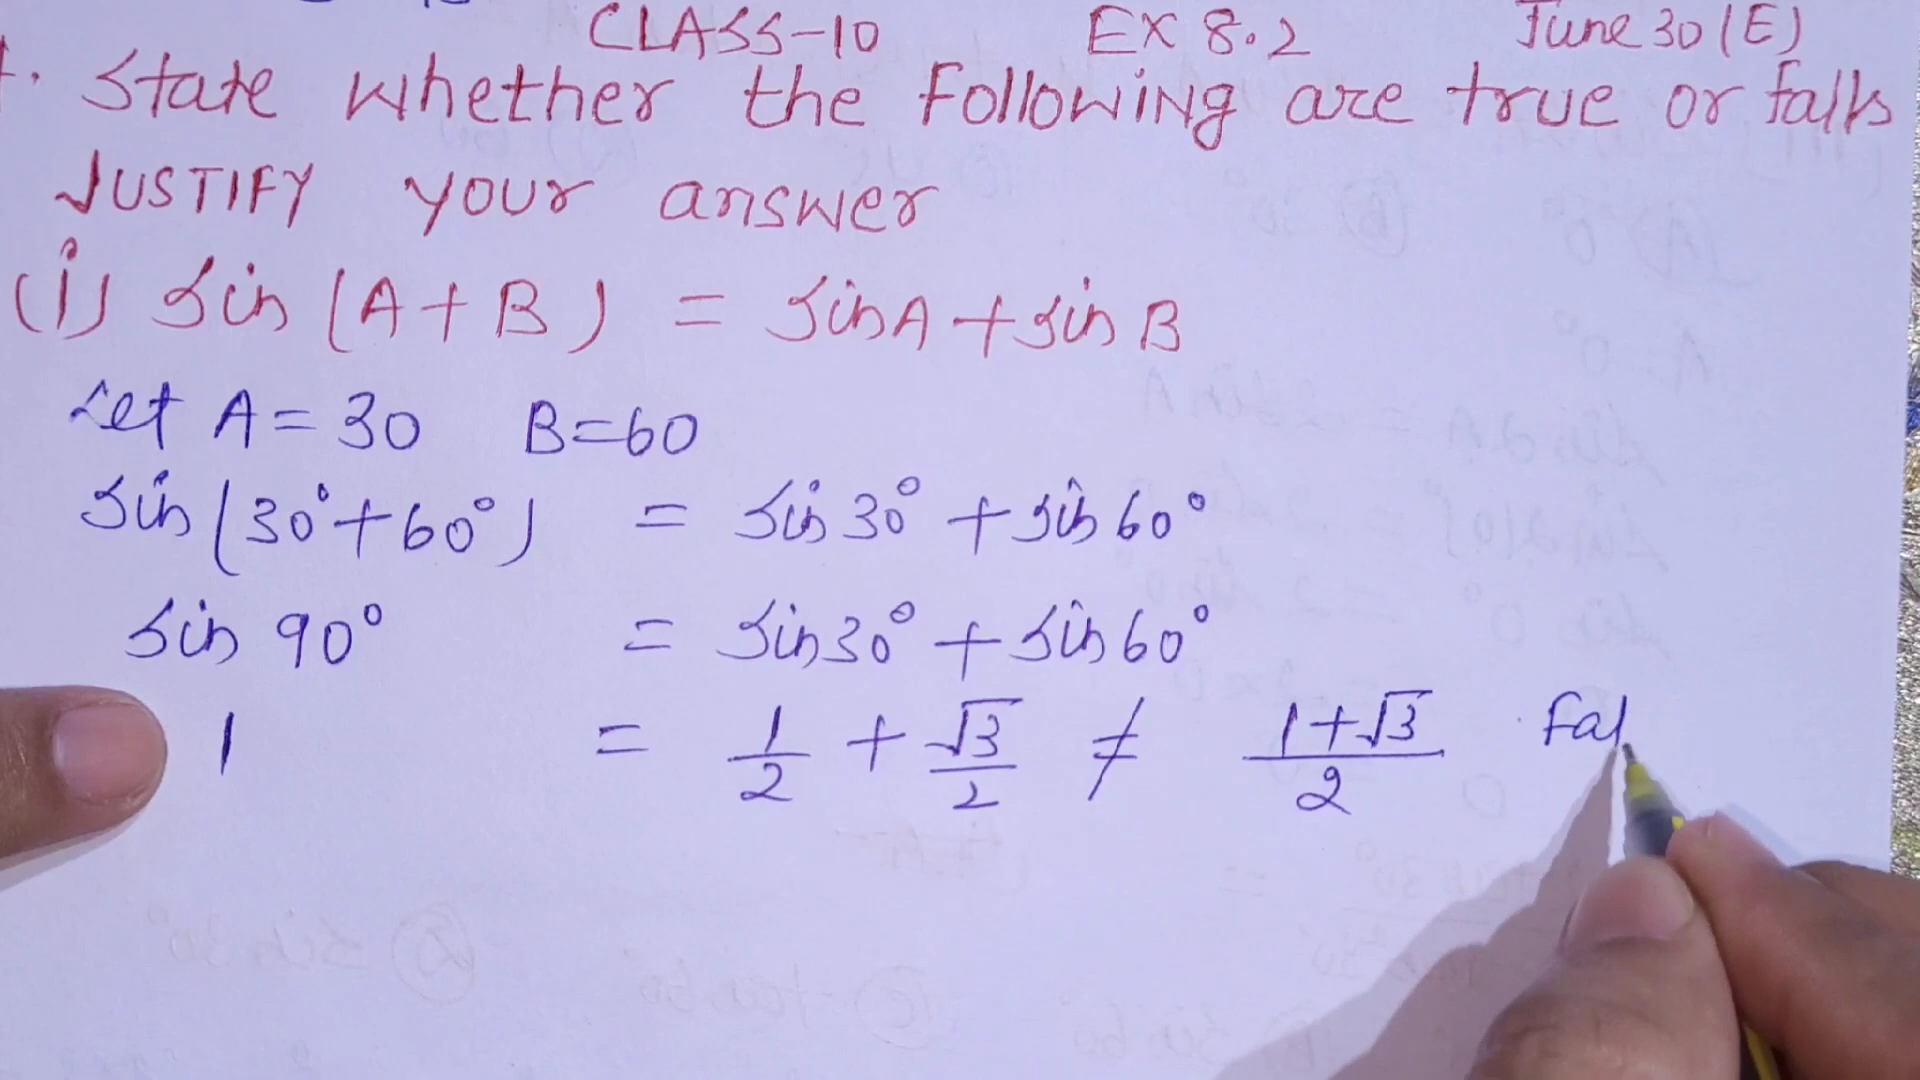 CLASS-10 EX 8.2 June 30 (E)
State whether the Following are true or falls
JUSTIFY your answer
(i) sin (A+B) = sinA + sin B
Let A = 30 B=60
sin (30°+60°) = sin 30° + sin 60°
sin 90° = sin 30° + sin 60°
1 = 1/2 + √3/2 ≠ 1+√3/2 Fal